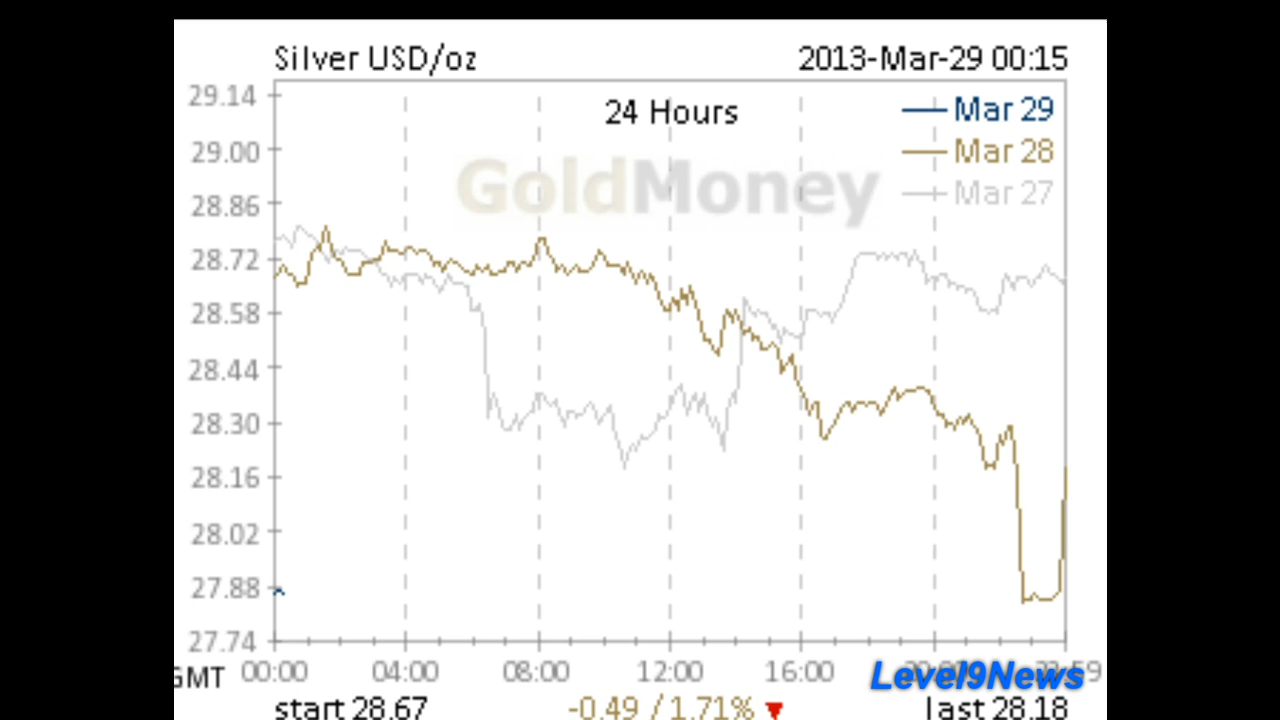 Silver USD/oz 2013-Mar-29 00:15
24 Hours
Mar 29
Mar 28
Mar 27
GoldMoney
29.14
29.00
28.86
28.72
28.58
28.44
28.30
28.16
28.02
27.88
27.74
GMT 00:00 04:00 08:00 12:00 16:00
Level9News
start 28.67 -0.49 / 1.71% last 28.18